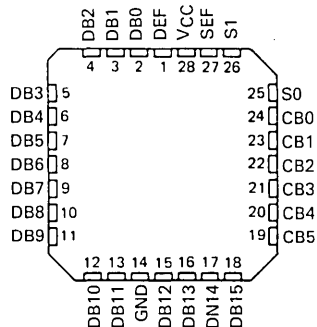 DB2 DB1 DB0 DEF VCC SEF S1
4 3 2 1 28 27 26
DB3 5 25 S0
DB4 6 24 CB0
DB5 7 23 CB1
DB6 8 22 CB2
DB7 9 21 CB3
DB8 10 20 CB4
DB9 11 19 CB5
12 13 14 15 16 17 18
DB10 DB11 GND DB12 DB13 DN14 DB15